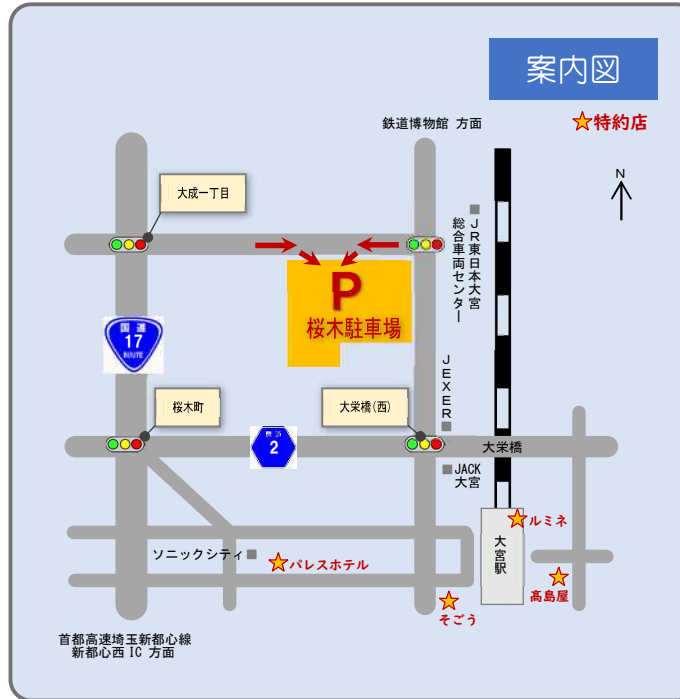 案内図
鉄道博物館 方面
特約店
N
大成一丁目
JR東日本大宮
総合車両センター
P
桜木駐車場
国道
17
ROUTE
JEXER
桜木町
大栄橋(西)
県道
2
大栄橋
JACK
大宮
ルミネ
大宮駅
ソニックシティ
パレスホテル
髙島屋
そごう
首都高速埼玉新都心線
新都心西 IC 方面